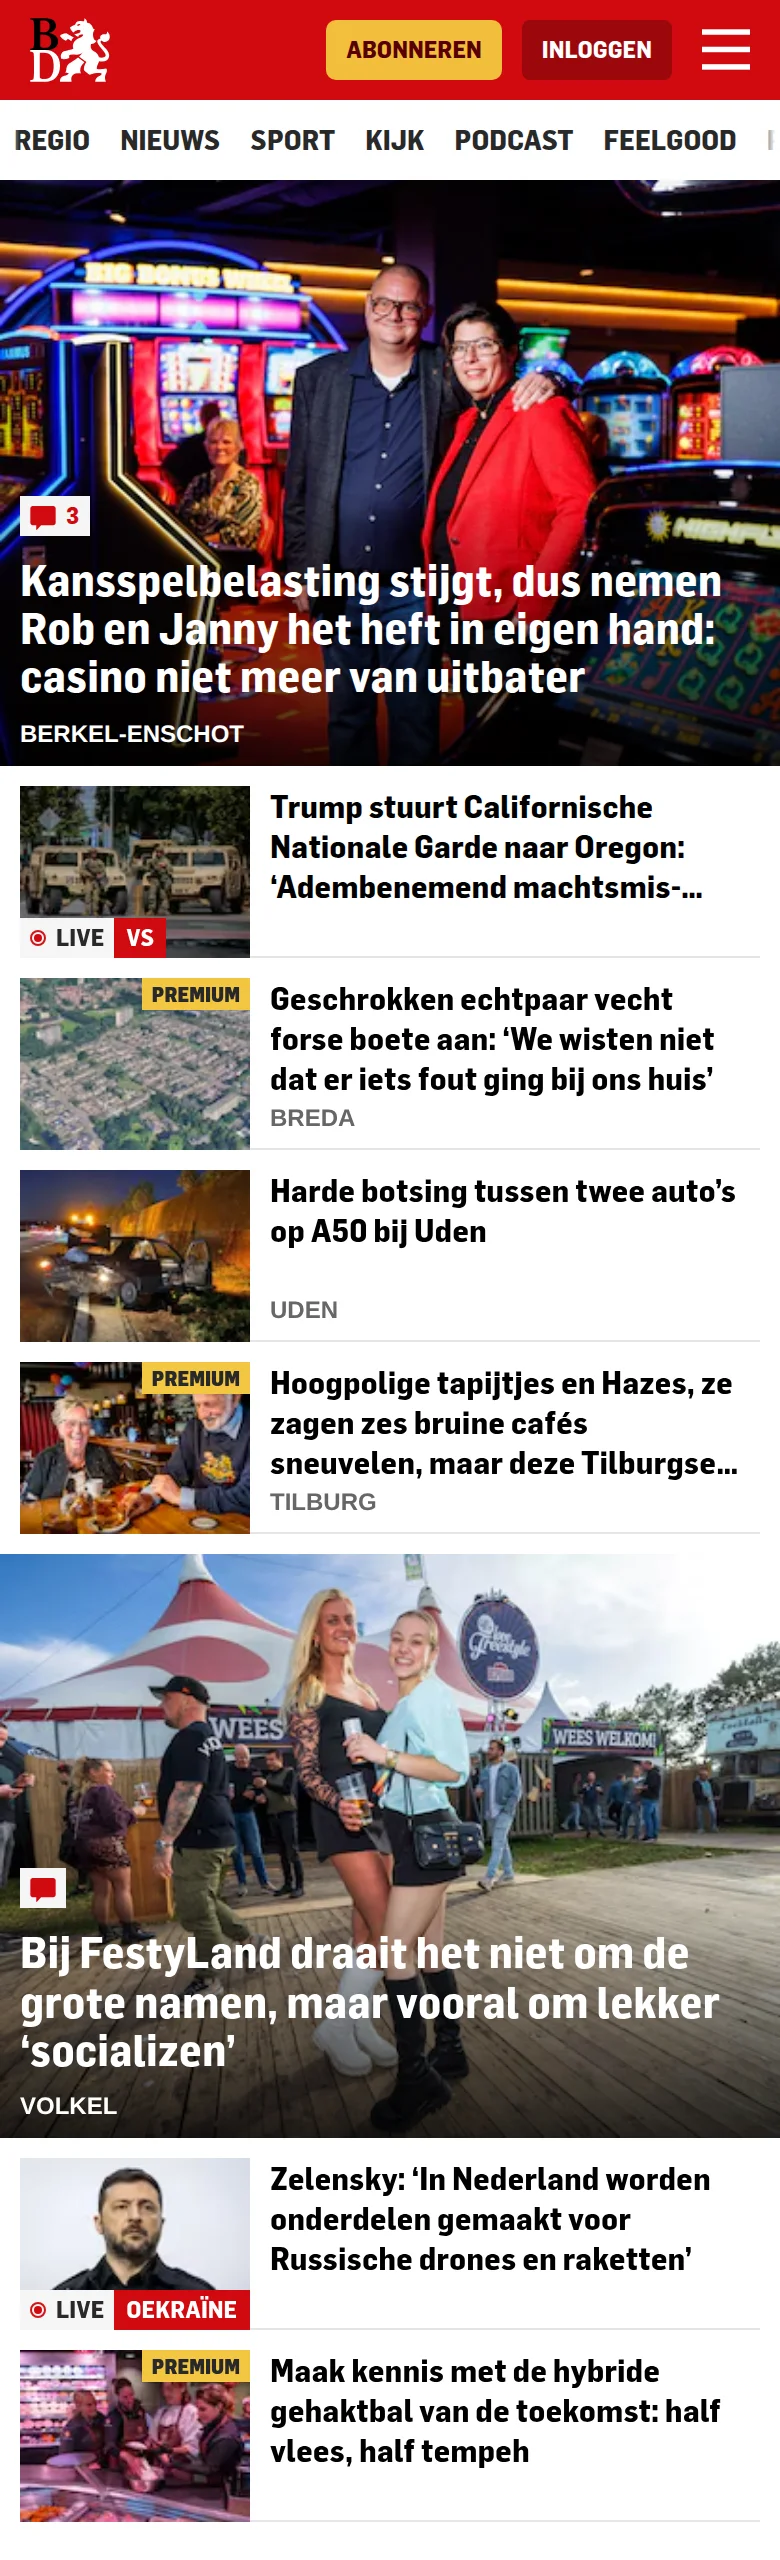 BD
ABONNEREN
INLOGGEN
REGIO NIEUWS SPORT KIJK PODCAST FEELGOOD
BIG BONUS WHEEL
3
Kansspelbelasting stijgt, dus nemen
Rob en Janny het heft in eigen hand:
casino niet meer van uitbater
BERKEL-ENSCHOT
Trump stuurt Californische
Nationale Garde naar Oregon:
‘Adembenemend machtsmis-...
LIVE VS
PREMIUM
Geschrokken echtpaar vecht
forse boete aan: ‘We wisten niet
dat er iets fout ging bij ons huis’
BREDA
Harde botsing tussen twee auto’s
op A50 bij Uden
UDEN
PREMIUM
Hoogpolige tapijtjes en Hazes, ze
zagen zes bruine cafés
sneuvelen, maar deze Tilburgse...
TILBURG
Freestyle
WEES
WEES WELKOM!
Bij FestyLand draait het niet om de
grote namen, maar vooral om lekker
‘socializen’
VOLKEL
Zelensky: ‘In Nederland worden
onderdelen gemaakt voor
Russische drones en raketten’
LIVE OEKRAÏNE
PREMIUM
Maak kennis met de hybride
gehaktbal van de toekomst: half
vlees, half tempeh